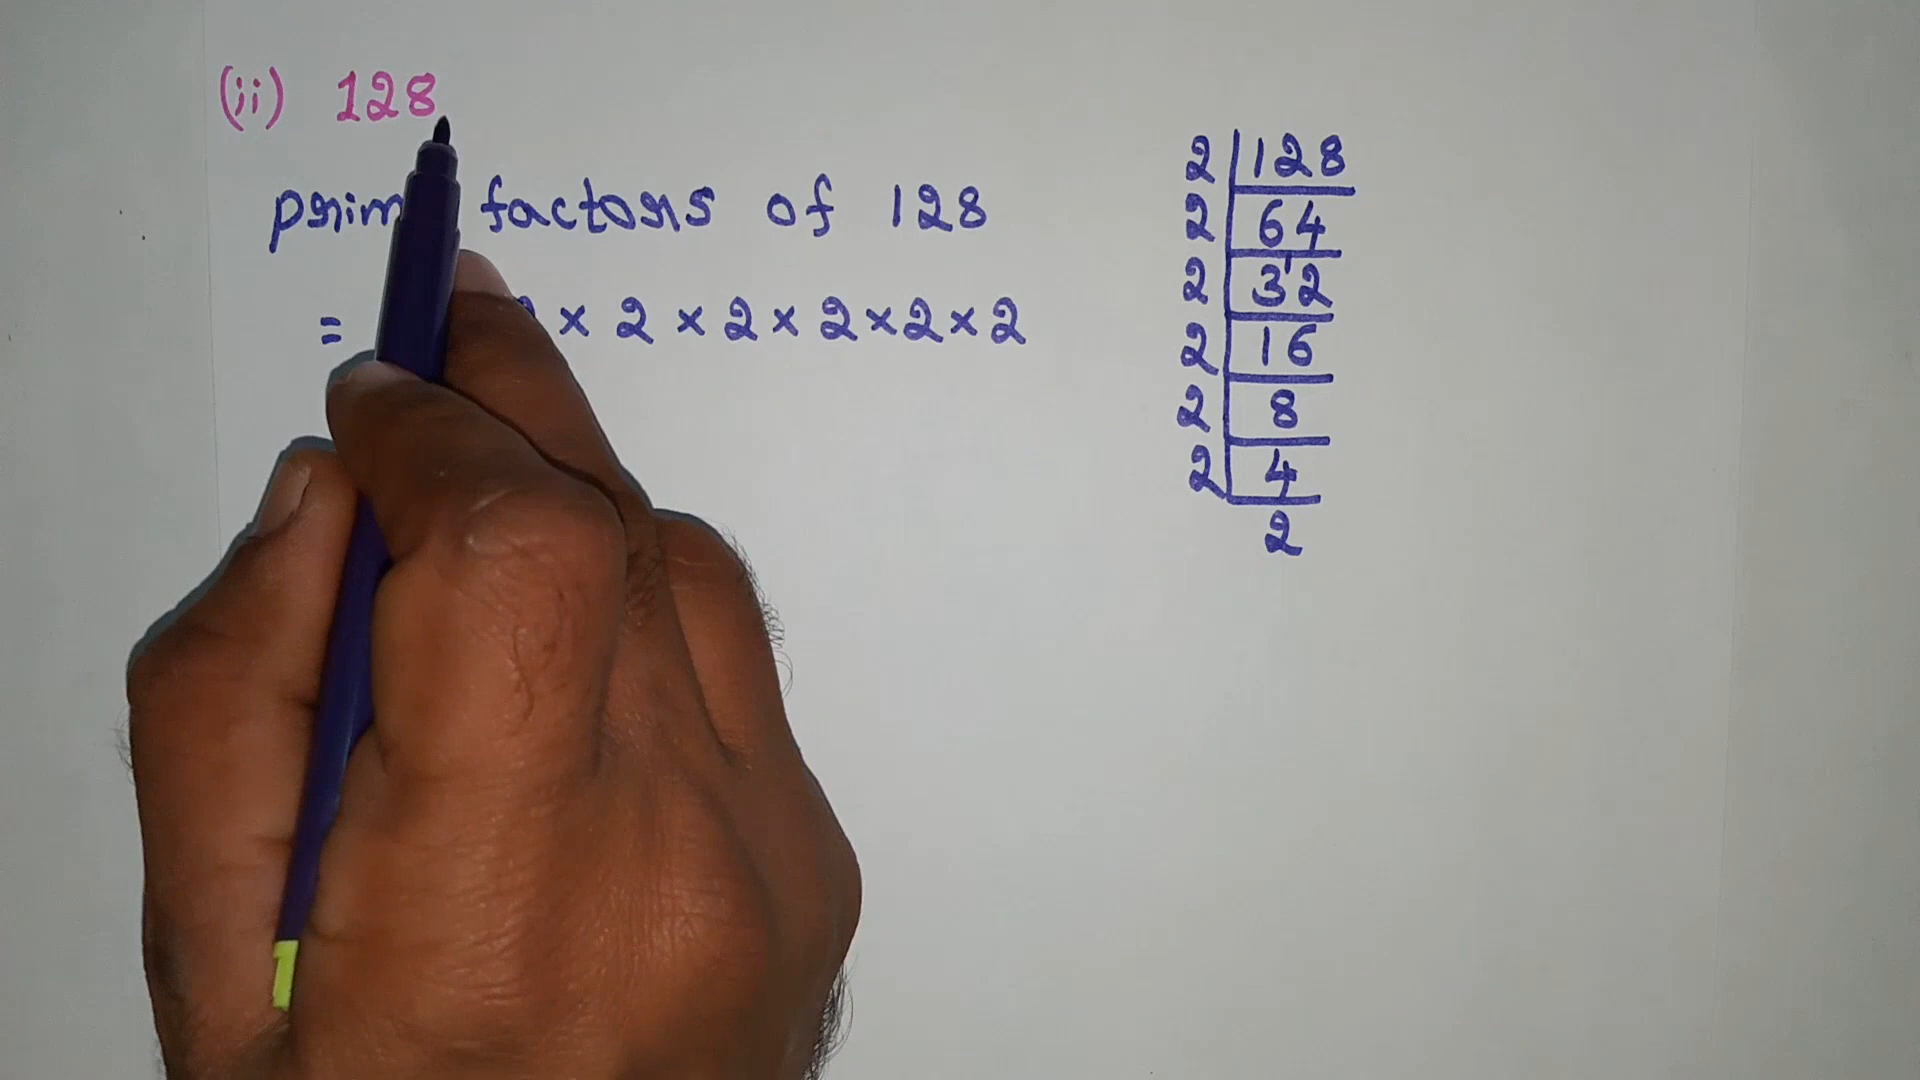 (ii) 128
factors of 128
= × 2 × 2 × 2 × 2 × 2
2 | 128
2 | 64
2 | 32
2 | 16
2 | 8
2 | 4
2